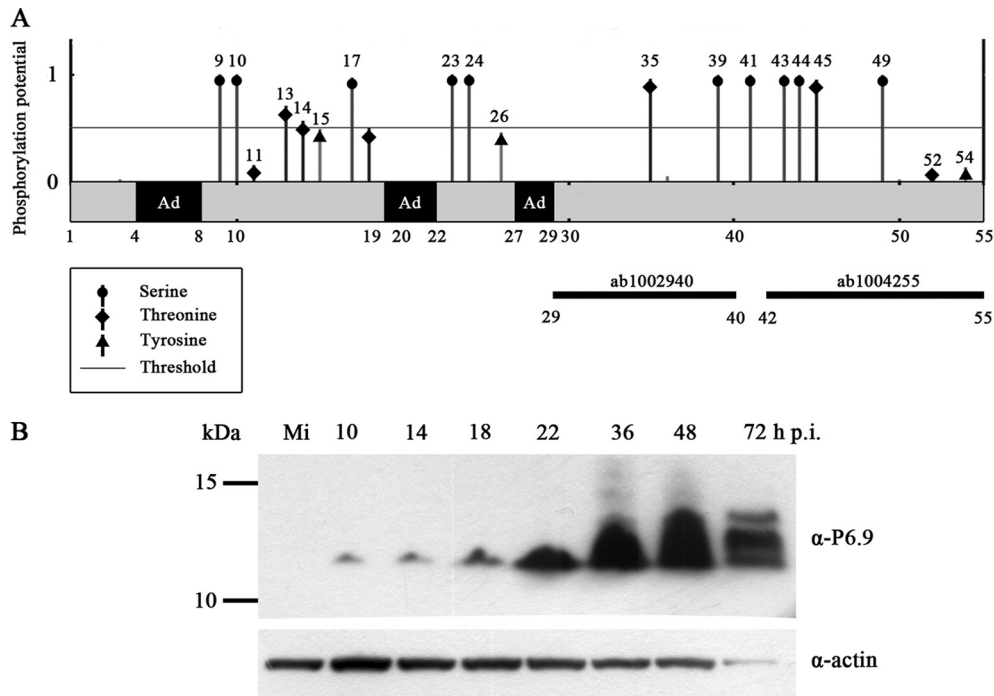 A
Phosphorylation potential
1
0
9 10 11 13 14 15 17 23 24 26 35 39 41 43 44 45 49 52 54
Ad Ad Ad
1 4 8 10 19 20 22 27 29 30 40 50 55
ab1002940 ab1004255
29 40 42 55
Serine
Threonine
Tyrosine
Threshold
B
kDa Mi 10 14 18 22 36 48 72 h p.i.
15
α-P6.9
10
α-actin